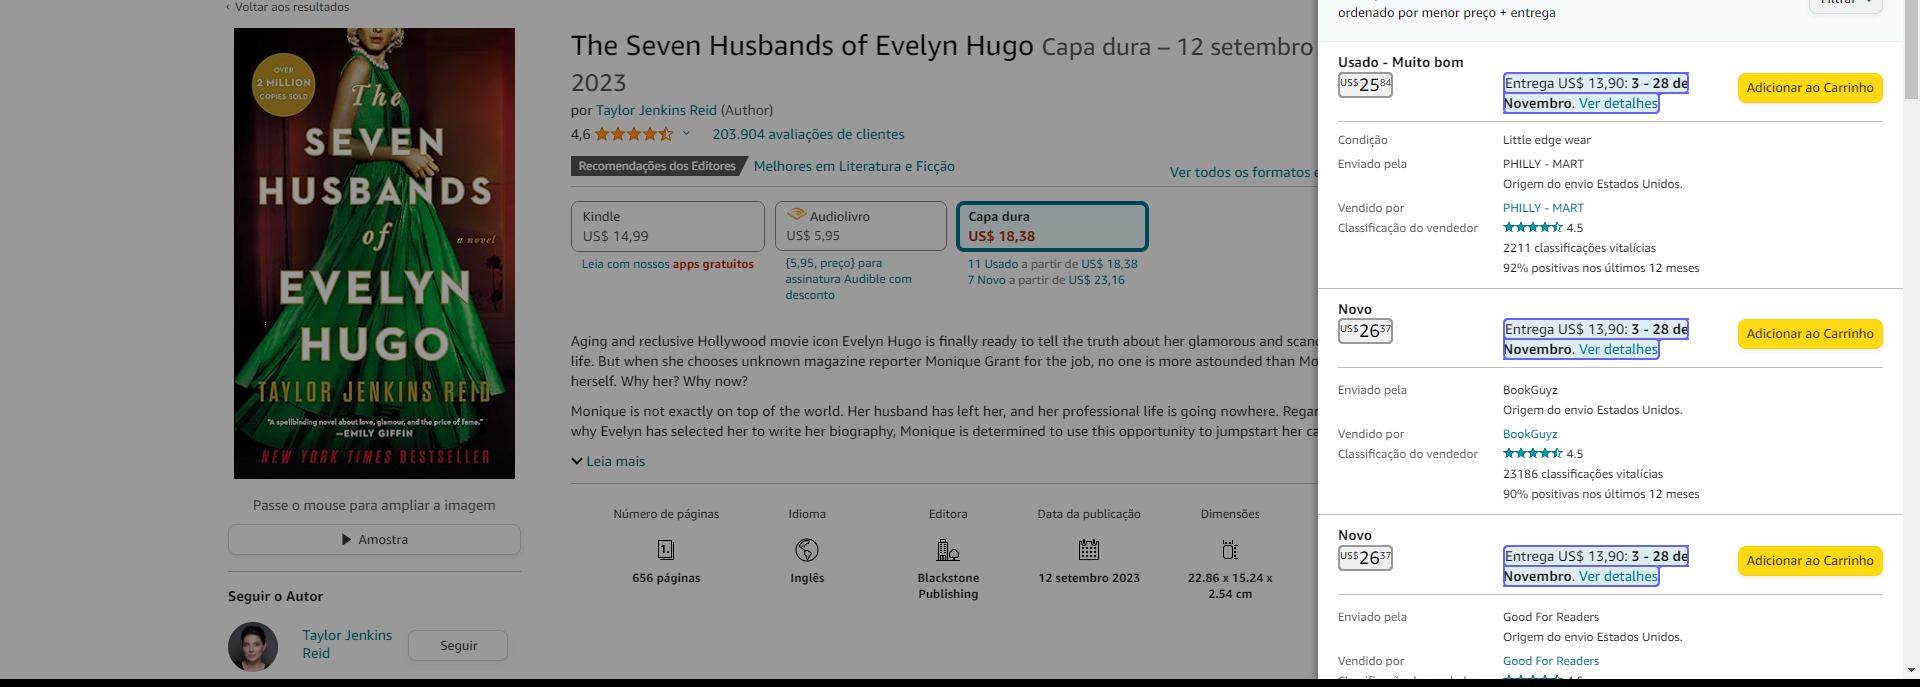 ‹ Voltar aos resultados
OVER
2 MILLION
COPIES SOLD
The
SEVEN
HUSBANDS
of
a novel
EVELYN
HUGO
TAYLOR JENKINS REID
"A spellbinding novel about love, glamour, and the price of fame."
—EMILY GIFFIN
NEW YORK TIMES BESTSELLER
Passe o mouse para ampliar a imagem
Amostra
Seguir o Autor
Taylor Jenkins
Reid
Seguir
The Seven Husbands of Evelyn Hugo Capa dura – 12 setembro
2023
por Taylor Jenkins Reid (Author)
4,6 203.904 avaliações de clientes
Recomendações dos Editores Melhores em Literatura e Ficção
Ver todos os formatos e
Kindle
US$ 14,99
Leia com nossos apps gratuitos
Audiolivro
US$ 5,95
{5,95, preço} para
assinatura Audible com
desconto
Capa dura
US$ 18,38
11 Usado a partir de US$ 18,38
7 Novo a partir de US$ 23,16
Aging and reclusive Hollywood movie icon Evelyn Hugo is finally ready to tell the truth about her glamorous and scan
life. But when she chooses unknown magazine reporter Monique Grant for the job, no one is more astounded than Mo
herself. Why her? Why now?
Monique is not exactly on top of the world. Her husband has left her, and her professional life is going nowhere. Regar
why Evelyn has selected her to write her biography, Monique is determined to use this opportunity to jumpstart her ca
Leia mais
Número de páginas
1.
656 páginas
Idioma
Inglês
Editora
Blackstone
Publishing
Data da publicação
12 setembro 2023
Dimensões
22.86 x 15.24 x
2.54 cm
ordenado por menor preço + entrega
Filtrar
Usado - Muito bom
US$25 84
Entrega US$ 13,90: 3 - 28 de
Novembro. Ver detalhes
Adicionar ao Carrinho
Condição Little edge wear
Enviado pela PHILLY - MART
Origem do envio Estados Unidos.
Vendido por PHILLY - MART
Classificação do vendedor 4.5
2211 classificações vitalícias
92% positivas nos últimos 12 meses
Novo
US$26 37
Entrega US$ 13,90: 3 - 28 de
Novembro. Ver detalhes
Adicionar ao Carrinho
Enviado pela BookGuyz
Origem do envio Estados Unidos.
Vendido por BookGuyz
Classificação do vendedor 4.5
23186 classificações vitalícias
90% positivas nos últimos 12 meses
Novo
US$26 37
Entrega US$ 13,90: 3 - 28 de
Novembro. Ver detalhes
Adicionar ao Carrinho
Enviado pela Good For Readers
Origem do envio Estados Unidos.
Vendido por Good For Readers